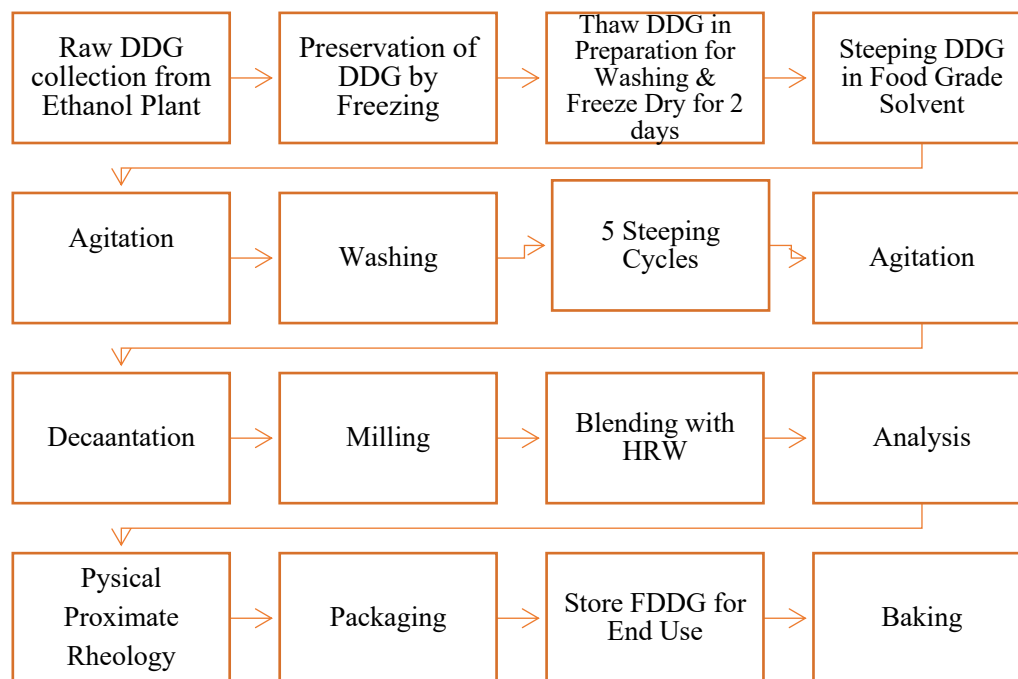 Raw DDG
collection from
Ethanol Plant
Preservation of
DDG by
Freezing
Thaw DDG in
Preparation for
Washing &
Freeze Dry for 2
days
Steeping DDG
in Food Grade
Solvent
Agitation
Washing
5 Steeping
Cycles
Agitation
Decaantation
Milling
Blending with
HRW
Analysis
Pysical
Proximate
Rheology
Packaging
Store FDDG for
End Use
Baking